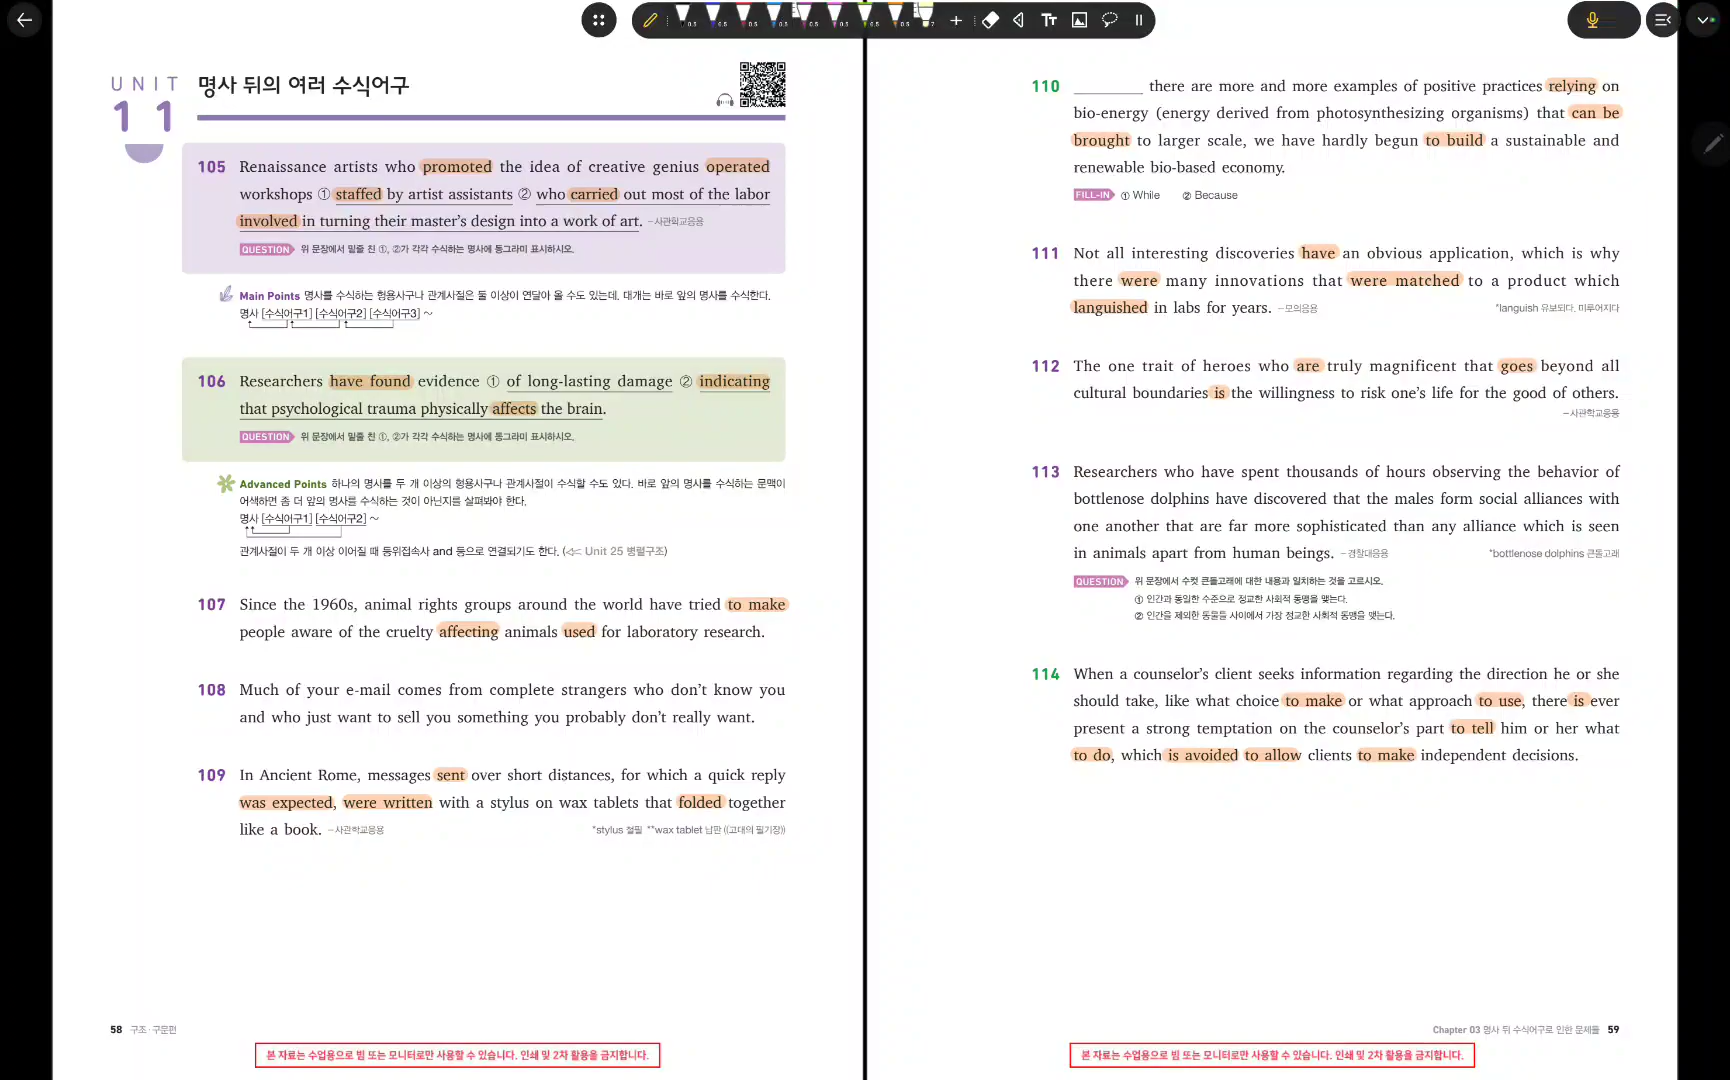 UNIT
11
명사 뒤의 여러 수식어구
105 Renaissance artists who promoted the idea of creative genius operated
workshops ① staffed by artist assistants ② who carried out most of the labor
involved in turning their master's design into a work of art. – 사관학교응용
QUESTION 위 문장에서 밑줄 친 ①, ②가 각각 수식하는 명사에 동그라미 표시하시오.
Main Points 명사를 수식하는 형용사구나 관계사절은 둘 이상이 연달아 올 수도 있는데, 대개는 바로 앞의 명사를 수식한다.
명사 [수식어구1] [수식어구2] [수식어구3] ~
106 Researchers have found evidence ① of long-lasting damage ② indicating
that psychological trauma physically affects the brain.
QUESTION 위 문장에서 밑줄 친 ①, ②가 각각 수식하는 명사에 동그라미 표시하시오.
Advanced Points 하나의 명사를 두 개 이상의 형용사구나 관계사절이 수식할 수도 있다. 바로 앞의 명사를 수식하는 문맥이
어색하면 좀 더 앞의 명사를 수식하는 것이 아닌지를 살펴봐야 한다.
명사 [수식어구1] [수식어구2] ~
관계사절이 두 개 이상 이어질 때 등위접속사 and 등으로 연결되기도 한다. (Unit 25 병렬구조)
107 Since the 1960s, animal rights groups around the world have tried to make
people aware of the cruelty affecting animals used for laboratory research.
108 Much of your e-mail comes from complete strangers who don't know you
and who just want to sell you something you probably don't really want.
109 In Ancient Rome, messages sent over short distances, for which a quick reply
was expected, were written with a stylus on wax tablets that folded together
like a book. – 사관학교응용 *stylus 철필 **wax tablet 납판 ((고대의 필기장))
58 구조·구문편
본 자료는 수업용으로 빔 또는 모니터로만 사용할 수 있습니다. 인쇄 및 2차 활용을 금지합니다.
110 ________ there are more and more examples of positive practices relying on
bio-energy (energy derived from photosynthesizing organisms) that can be
brought to larger scale, we have hardly begun to build a sustainable and
renewable bio-based economy.
FILL-IN ① While ② Because
111 Not all interesting discoveries have an obvious application, which is why
there were many innovations that were matched to a product which
languished in labs for years. – 모의응용 *languish 유보되다, 미루어지다
112 The one trait of heroes who are truly magnificent that goes beyond all
cultural boundaries is the willingness to risk one's life for the good of others.
– 사관학교응용
113 Researchers who have spent thousands of hours observing the behavior of
bottlenose dolphins have discovered that the males form social alliances with
one another that are far more sophisticated than any alliance which is seen
in animals apart from human beings. – 경찰대응용 *bottlenose dolphins 큰돌고래
QUESTION 위 문장에서 수컷 큰돌고래에 대한 내용과 일치하는 것을 고르시오.
① 인간과 동일한 수준으로 정교한 사회적 동맹을 맺는다.
② 인간을 제외한 동물들 사이에서 가장 정교한 사회적 동맹을 맺는다.
114 When a counselor's client seeks information regarding the direction he or she
should take, like what choice to make or what approach to use, there is ever
present a strong temptation on the counselor's part to tell him or her what
to do, which is avoided to allow clients to make independent decisions.
Chapter 03 명사 뒤 수식어구로 인한 문제들 59
본 자료는 수업용으로 빔 또는 모니터로만 사용할 수 있습니다. 인쇄 및 2차 활용을 금지합니다.